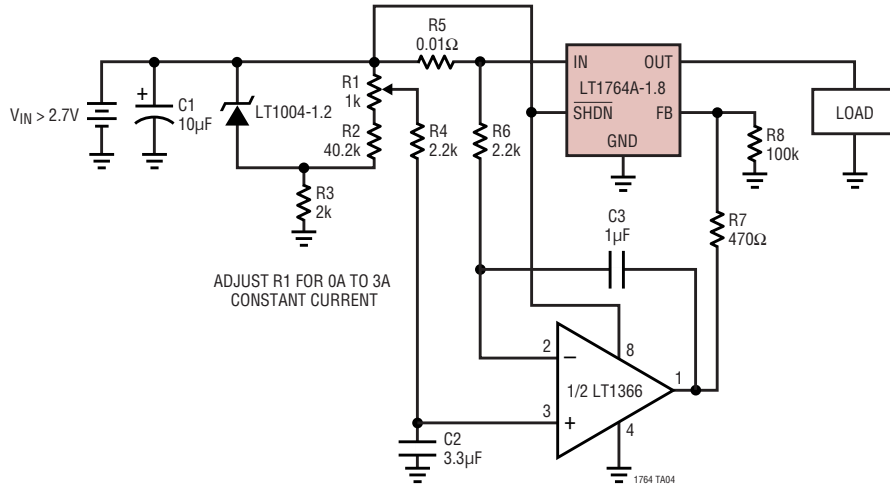 R5
0.01Ω
IN
OUT
LT1764A-1.8
SHDN
FB
GND
LOAD
R1
1k
LT1004-1.2
+
C1
10µF
VIN > 2.7V
R2
40.2k
R4
2.2k
R6
2.2k
R8
100k
R3
2k
C3
1µF
R7
470Ω
ADJUST R1 FOR 0A TO 3A
CONSTANT CURRENT
2
–
8
1/2 LT1366
1
3
+
4
C2
3.3µF
1764 TA04